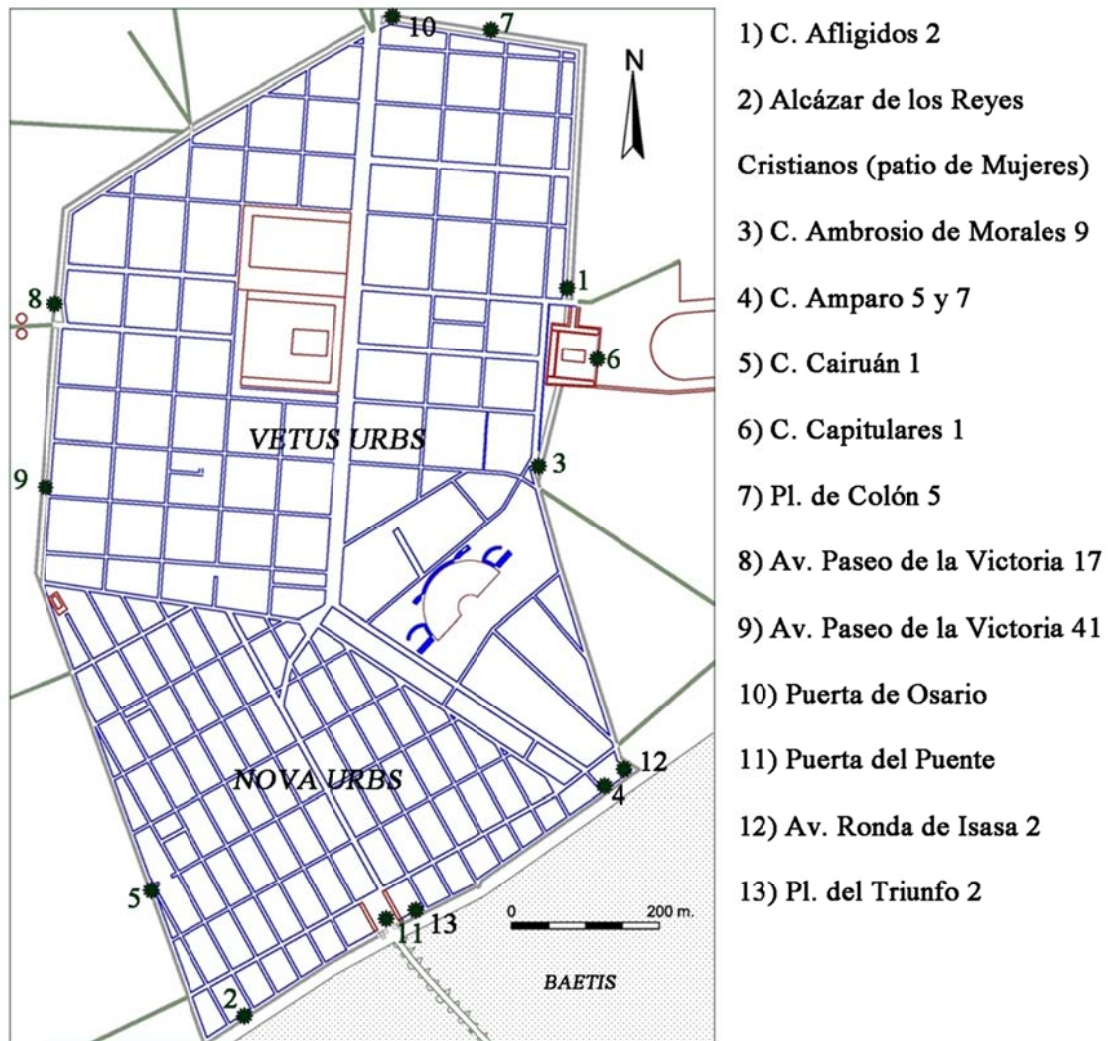 10
7
N
1
8
6
VETUS URBS
3
9
12
NOVA URBS
4
5
13
11
0
200 m.
BAETIS
2
1) C. Afligidos 2
2) Alcázar de los Reyes
Cristianos (patio de Mujeres)
3) C. Ambrosio de Morales 9
4) C. Amparo 5 y 7
5) C. Cairuán 1
6) C. Capitulares 1
7) Pl. de Colón 5
8) Av. Paseo de la Victoria 17
9) Av. Paseo de la Victoria 41
10) Puerta de Osario
11) Puerta del Puente
12) Av. Ronda de Isasa 2
13) Pl. del Triunfo 2